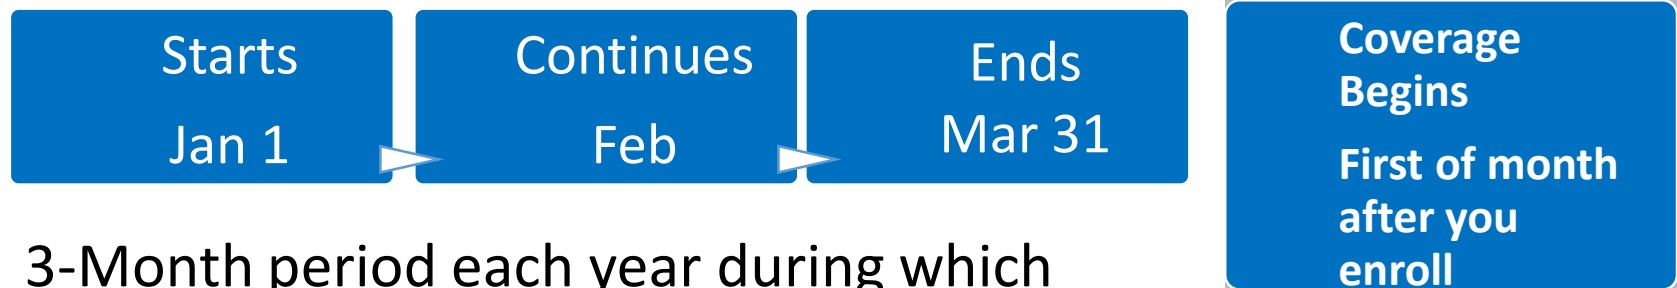 Starts
Jan 1
Continues
Feb
Ends
Mar 31
Coverage
Begins
First of month
after you
enroll
3-Month period each year during which